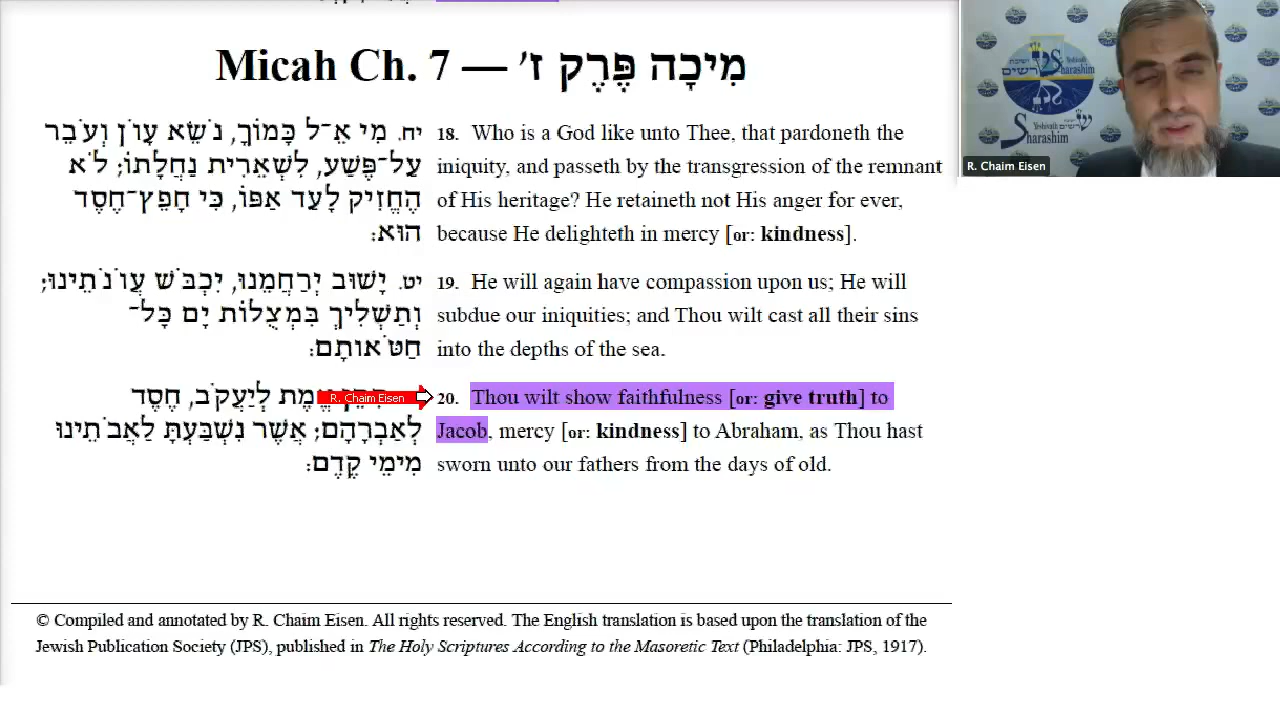 Micah Ch. 7 — מִיכָה פֶּרֶק ז'
יח. מִי אֵ־ל כָּמוֹךָ, נֹשֵׂא עָוֹן וְעֹבֵר
עַל־פֶּשַׁע, לִשְׁאֵרִית נַחֲלָתוֹ; לֹא
הֶחֱזִיק לָעַד אַפּוֹ, כִּי חָפֵץ־חֶסֶד
הוּא:
18. Who is a God like unto Thee, that pardoneth the
iniquity, and passeth by the transgression of the remnant
of His heritage? He retaineth not His anger for ever,
because He delighteth in mercy [or: kindness].
יט. יָשׁוּב יְרַחֲמֵנוּ, יִכְבֹּשׁ עֲוֹנֹתֵינוּ;
וְתַשְׁלִיךְ בִּמְצֻלוֹת יָם כָּל־
חַטֹּאותָם:
19. He will again have compassion upon us; He will
subdue our iniquities; and Thou wilt cast all their sins
into the depths of the sea.
אֱמֶת לְיַעֲקֹב, חֶסֶד
לְאַבְרָהָם; אֲשֶׁר נִשְׁבַּעְתָּ לַאֲבֹתֵינוּ
מִימֵי קֶדֶם:
R. Chaim Eisen
20. Thou wilt show faithfulness [or: give truth] to
Jacob, mercy [or: kindness] to Abraham, as Thou hast
sworn unto our fathers from the days of old.
© Compiled and annotated by R. Chaim Eisen. All rights reserved. The English translation is based upon the translation of the
Jewish Publication Society (JPS), published in The Holy Scriptures According to the Masoretic Text (Philadelphia: JPS, 1917).
Yeshivath
Sharashim
ישיבת
שרשים
Yeshivath ישיבת
Sharashim שרשים
R. Chaim Eisen